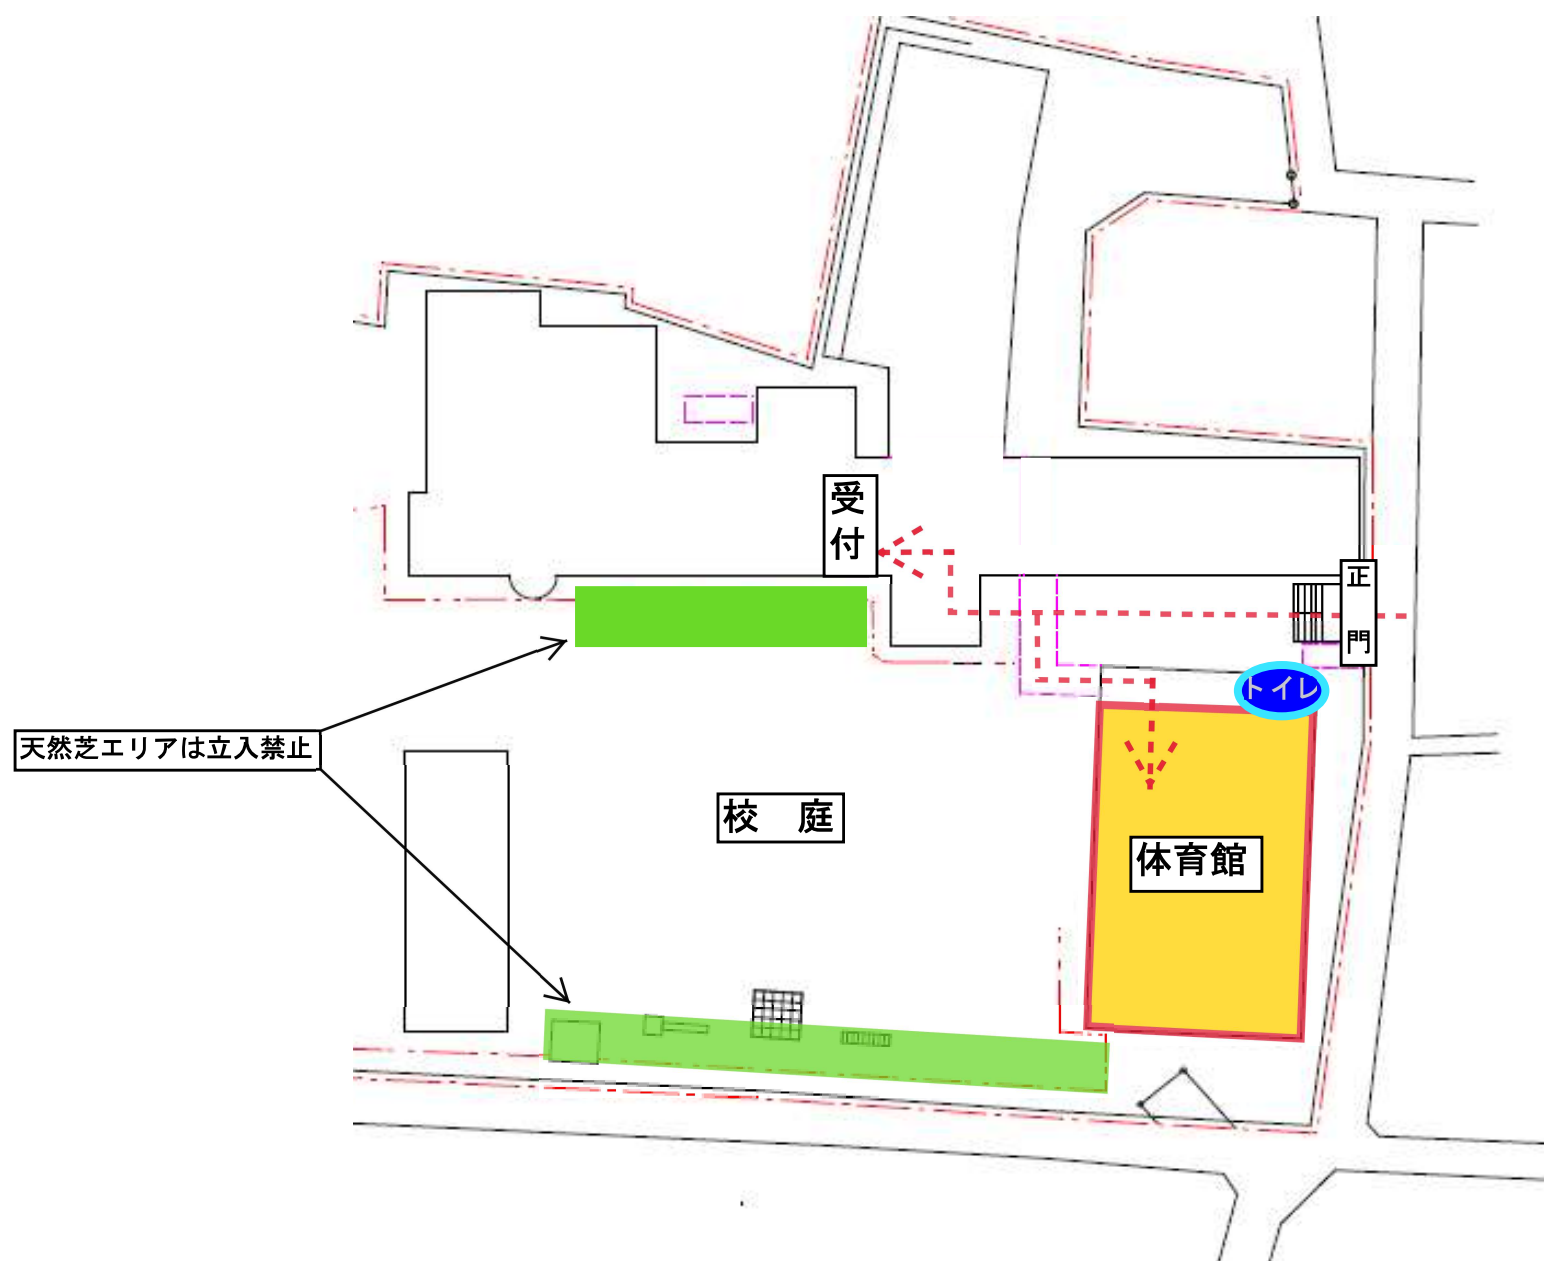 受付
正門
トイレ
天然芝エリアは立入禁止
校　庭
体育館